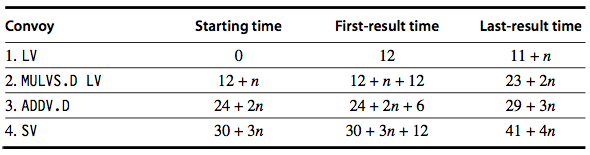 Convoy Starting time First-result time Last-result time
1. LV 0 12 11 + n
2. MULVS.D LV 12 + n 12 + n + 12 23 + 2n
3. ADDV.D 24 + 2n 24 + 2n + 6 29 + 3n
4. SV 30 + 3n 30 + 3n + 12 41 + 4n